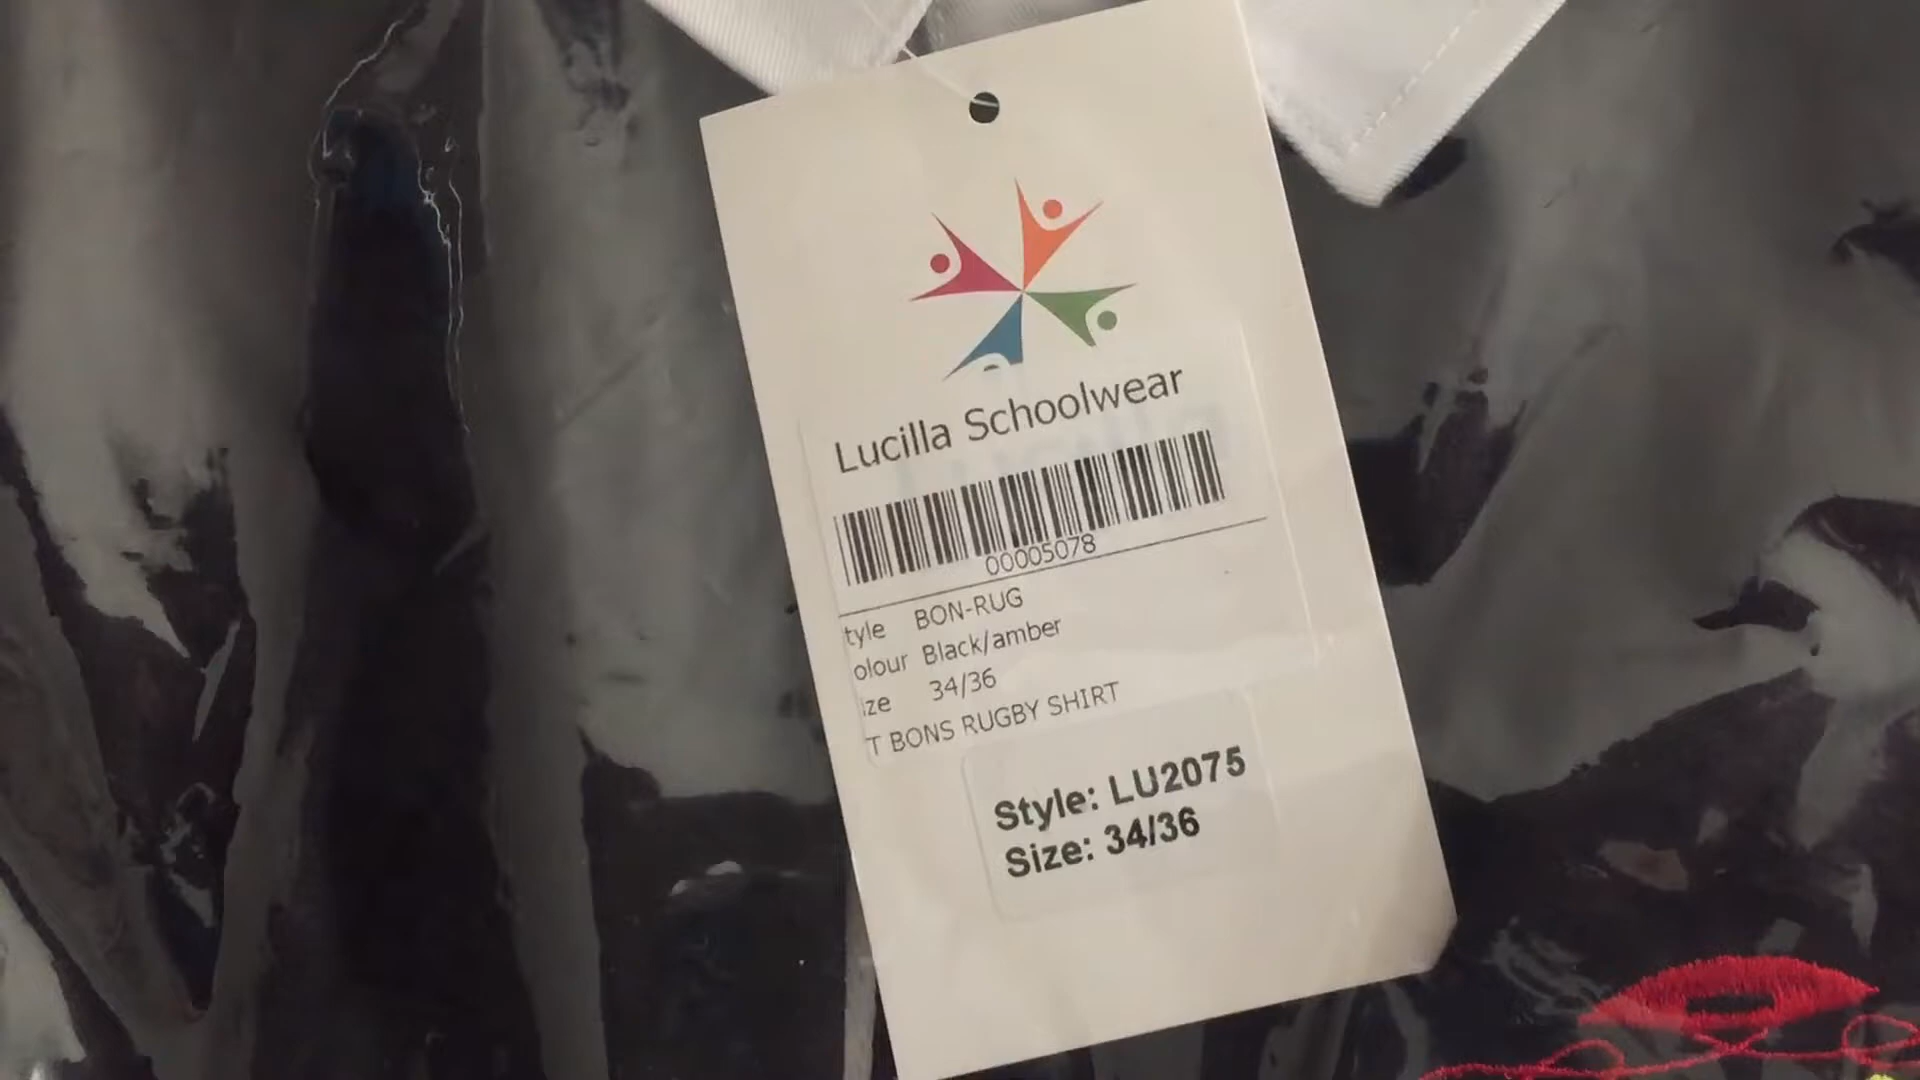 Lucilla Schoolwear
00005078
tyle BON-RUG
olour Black/amber
ize 34/36
T BONS RUGBY SHIRT
Style: LU2075
Size: 34/36